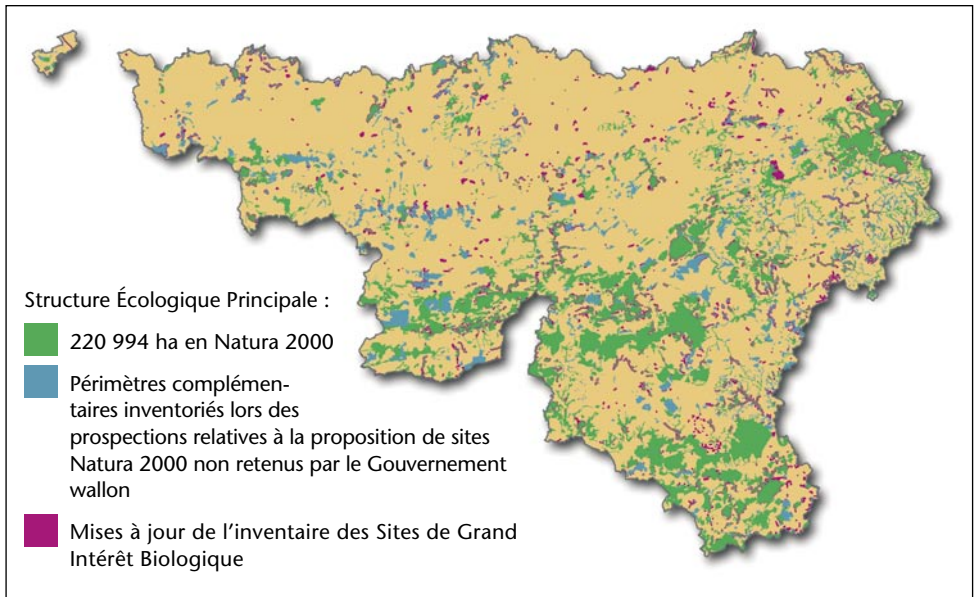 Structure Écologique Principale :
220 994 ha en Natura 2000
Périmètres complémen-
taires inventoriés lors des
prospections relatives à la proposition de sites
Natura 2000 non retenus par le Gouvernement
wallon
Mises à jour de l’inventaire des Sites de Grand
Intérêt Biologique